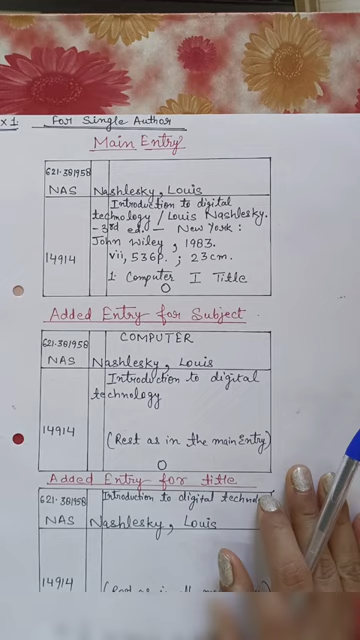 x 1 For Single Author
Main Entry
621.381958
NAS Nashlesky, Louis
Introduction to digital
technology / Louis Nashlesky.
- 3rd ed. - New York :
John Wiley, 1983.
14914 vii, 536p. ; 23cm.
1. Computer I Title
Added Entry for Subject
621.381958 COMPUTER
NAS Nashlesky, Louis
Introduction to digital
technology
14914
(Rest as in the main Entry)
Added Entry for title
621.381958 Introduction to digital
NAS Nashlesky, Louis
14914